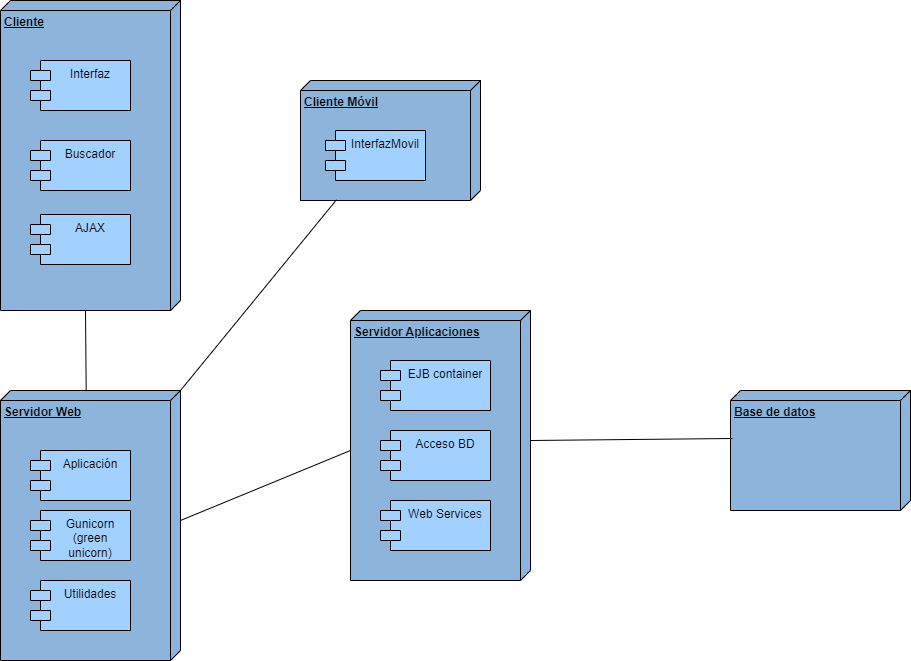 Cliente
Interfaz
Buscador
AJAX
Cliente Móvil
InterfazMovil
Servidor Web
Aplicación
Gunicorn
(green
unicorn)
Utilidades
Servidor Aplicaciones
EJB container
Acceso BD
Web Services
Base de datos